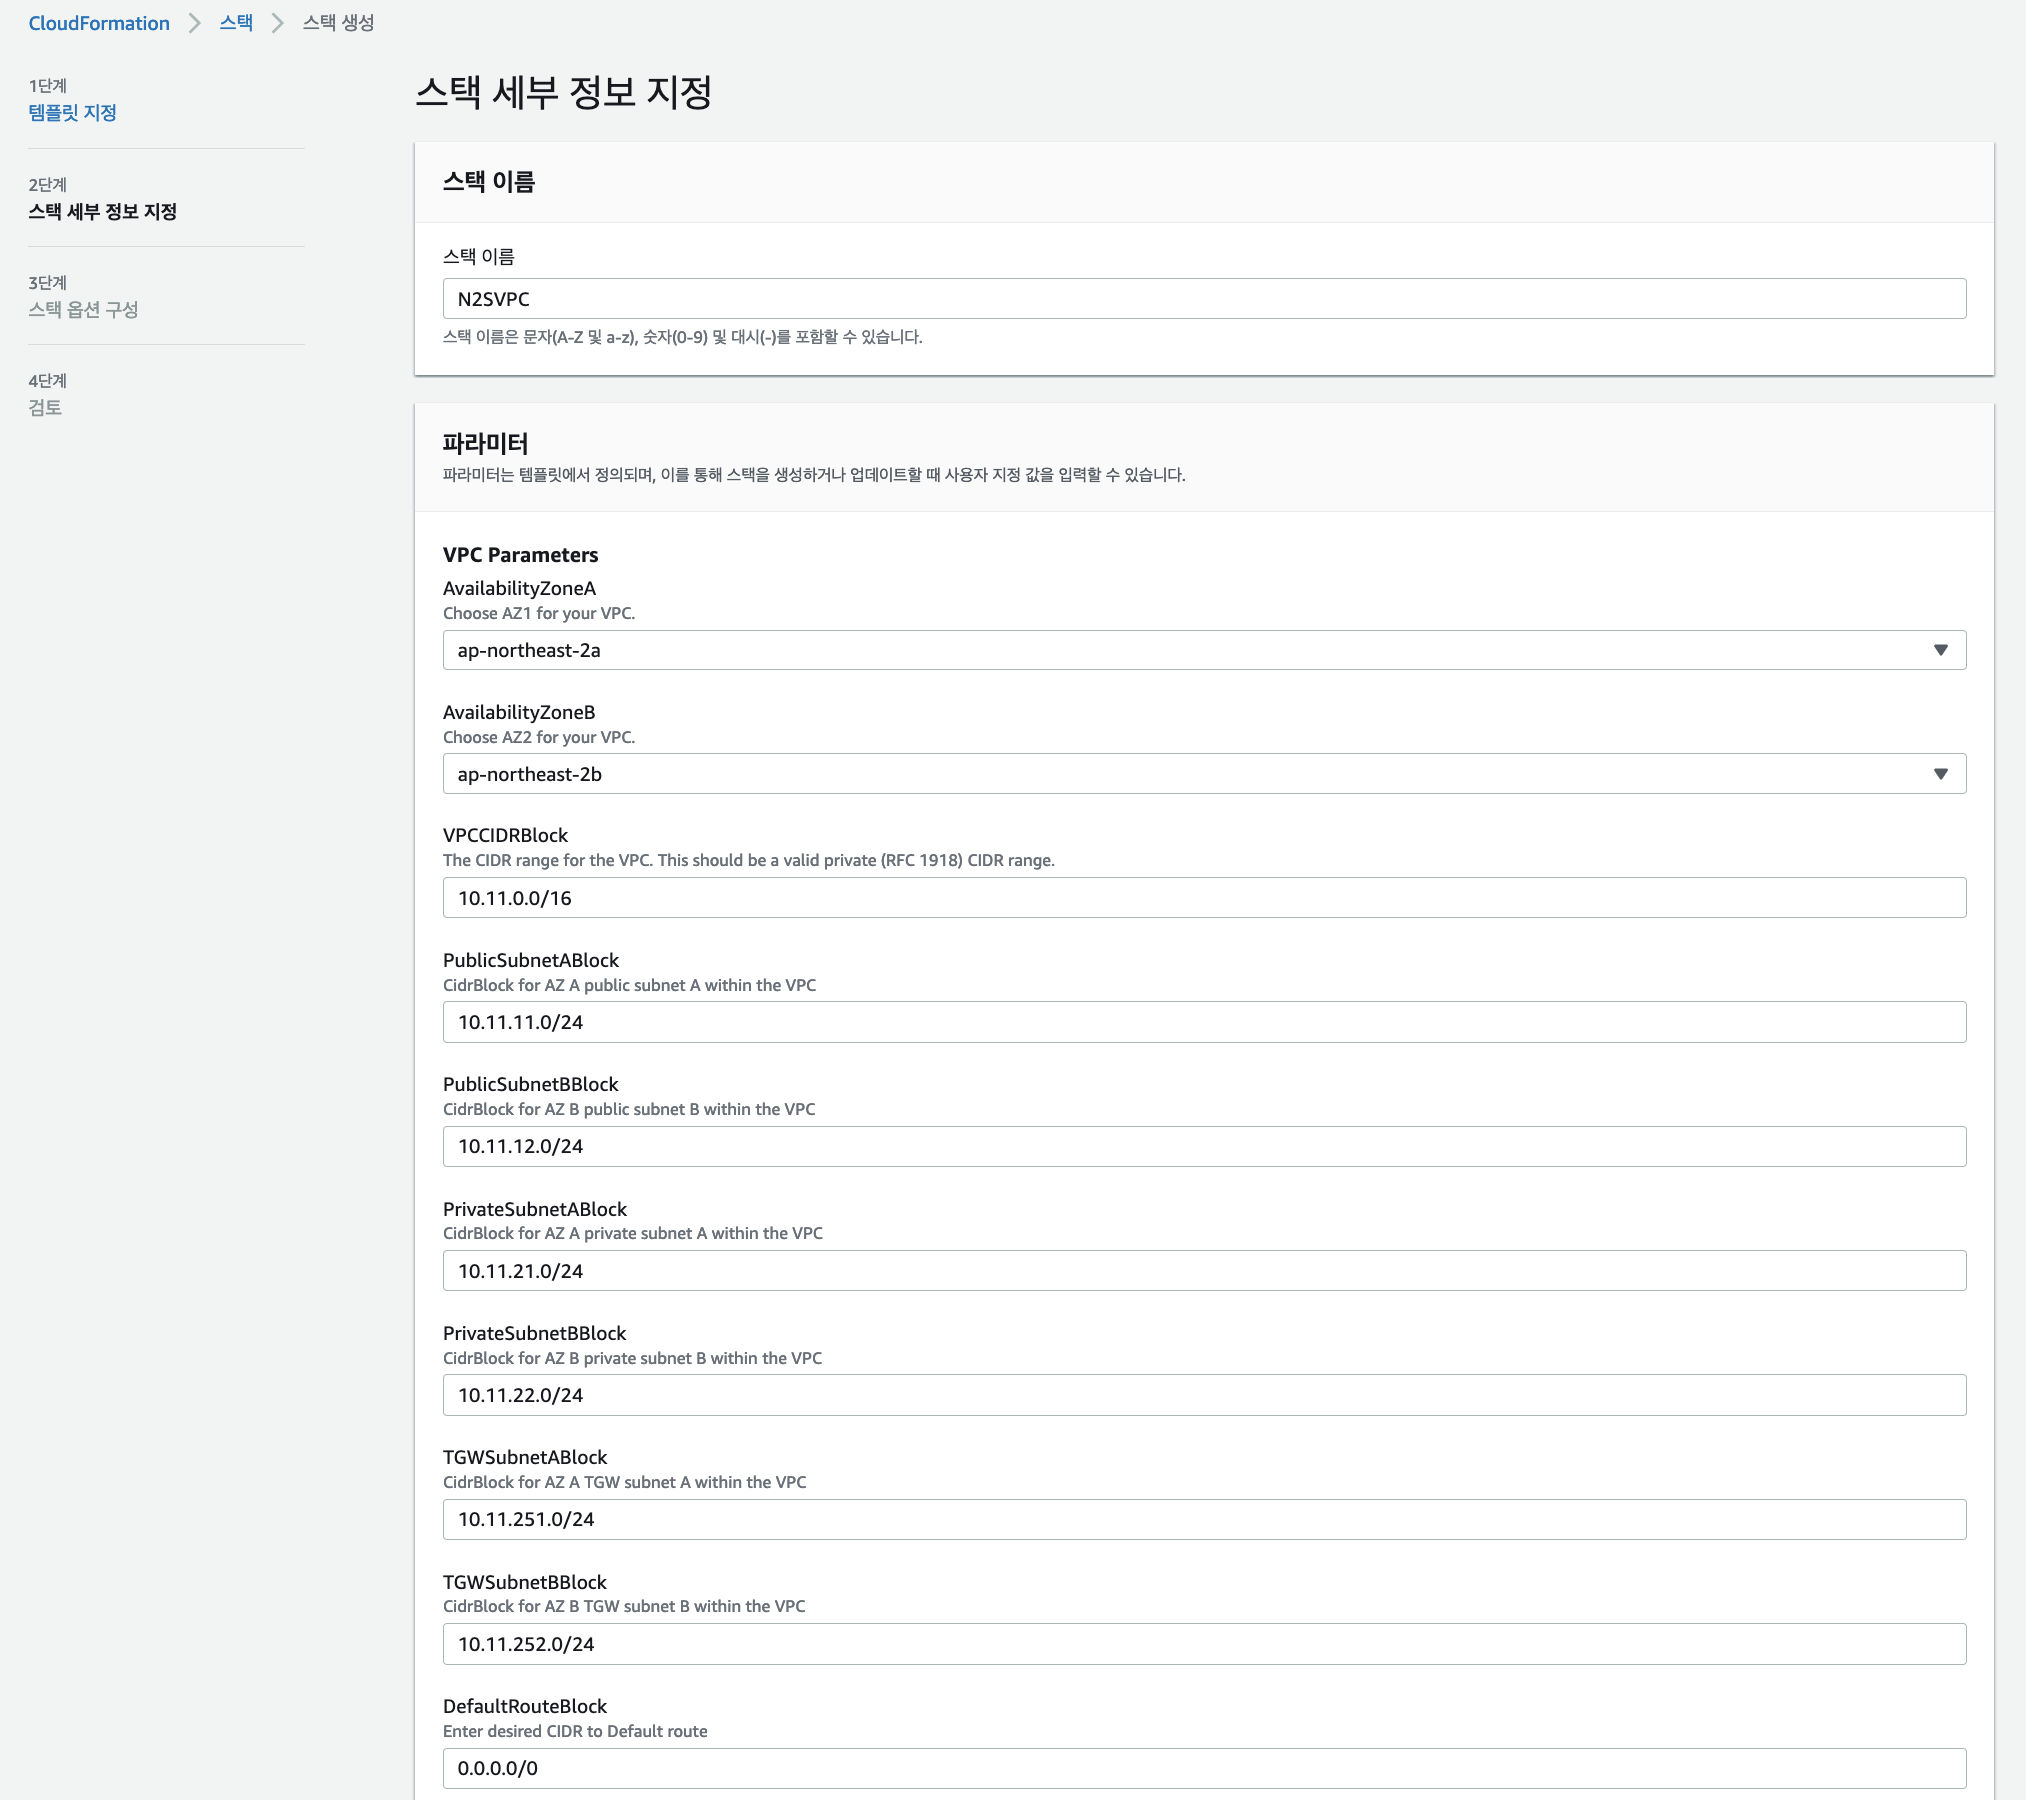 CloudFormation > 스택 > 스택 생성
1단계
템플릿 지정
2단계
스택 세부 정보 지정
3단계
스택 옵션 구성
4단계
검토
스택 세부 정보 지정
스택 이름
스택 이름
N2SVPC
스택 이름은 문자(A-Z 및 a-z), 숫자(0-9) 및 대시(-)를 포함할 수 있습니다.
파라미터
파라미터는 템플릿에서 정의되며, 이를 통해 스택을 생성하거나 업데이트할 때 사용자 지정 값을 입력할 수 있습니다.
VPC Parameters
AvailabilityZoneA
Choose AZ1 for your VPC.
ap-northeast-2a
AvailabilityZoneB
Choose AZ2 for your VPC.
ap-northeast-2b
VPCCIDRBlock
The CIDR range for the VPC. This should be a valid private (RFC 1918) CIDR range.
10.11.0.0/16
PublicSubnetABlock
CidrBlock for AZ A public subnet A within the VPC
10.11.11.0/24
PublicSubnetBBlock
CidrBlock for AZ B public subnet B within the VPC
10.11.12.0/24
PrivateSubnetABlock
CidrBlock for AZ A private subnet A within the VPC
10.11.21.0/24
PrivateSubnetBBlock
CidrBlock for AZ B private subnet B within the VPC
10.11.22.0/24
TGWSubnetABlock
CidrBlock for AZ A TGW subnet A within the VPC
10.11.251.0/24
TGWSubnetBBlock
CidrBlock for AZ B TGW subnet B within the VPC
10.11.252.0/24
DefaultRouteBlock
Enter desired CIDR to Default route
0.0.0.0/0